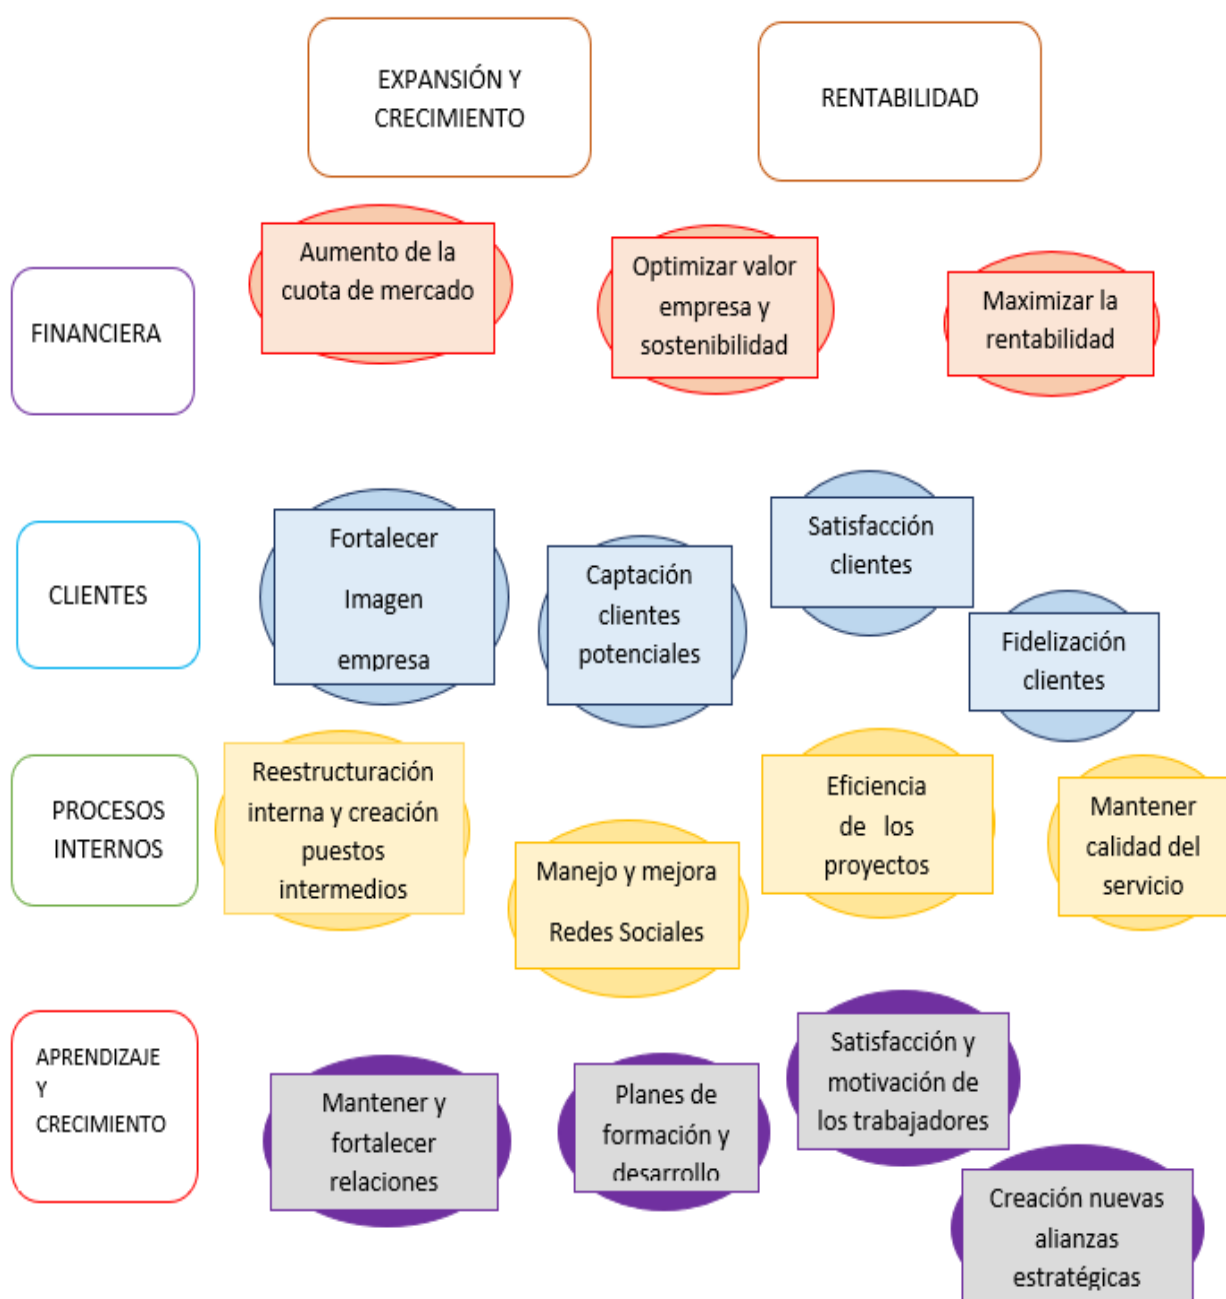 EXPANSIÓN Y
CRECIMIENTO
RENTABILIDAD
FINANCIERA
Aumento de la
cuota de mercado
Optimizar valor
empresa y
sostenibilidad
Maximizar la
rentabilidad
CLIENTES
Fortalecer
Imagen
empresa
Captación
clientes
potenciales
Satisfacción
clientes
Fidelización
clientes
PROCESOS
INTERNOS
Reestructuración
interna y creación
puestos
intermedios
Manejo y mejora
Redes Sociales
Eficiencia
de los
proyectos
Mantener
calidad del
servicio
APRENDIZAJE
Y
CRECIMIENTO
Mantener y
fortalecer
relaciones
Planes de
formación y
desarrollo
Satisfacción y
motivación de
los trabajadores
Creación nuevas
alianzas
estratégicas